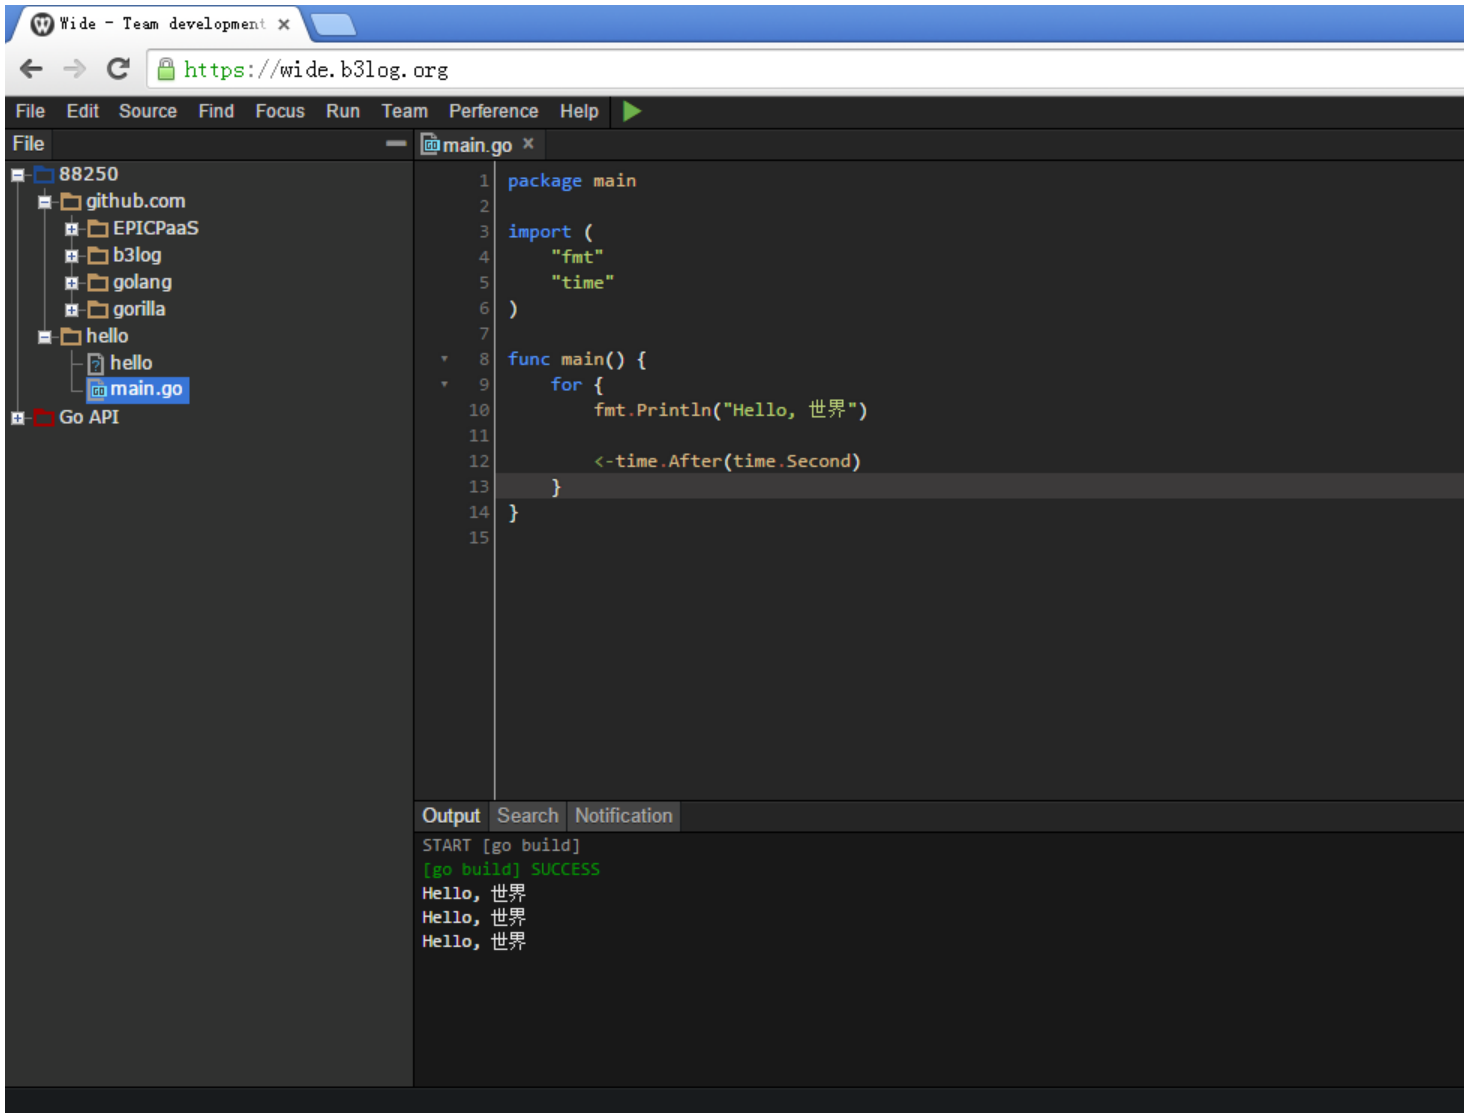 Wide - Team development
https://wide.b3log.org
File Edit Source Find Focus Run Team Perference Help
File
88250
github.com
EPICPaaS
b3log
golang
gorilla
hello
hello
main.go
Go API
main.go
1 package main
2
3 import (
4 "fmt"
5 "time"
6 )
7
8 func main() {
9 for {
10 fmt.Println("Hello, 世界")
11
12 <-time.After(time.Second)
13 }
14 }
15
Output Search Notification
START [go build]
[go build] SUCCESS
Hello, 世界
Hello, 世界
Hello, 世界